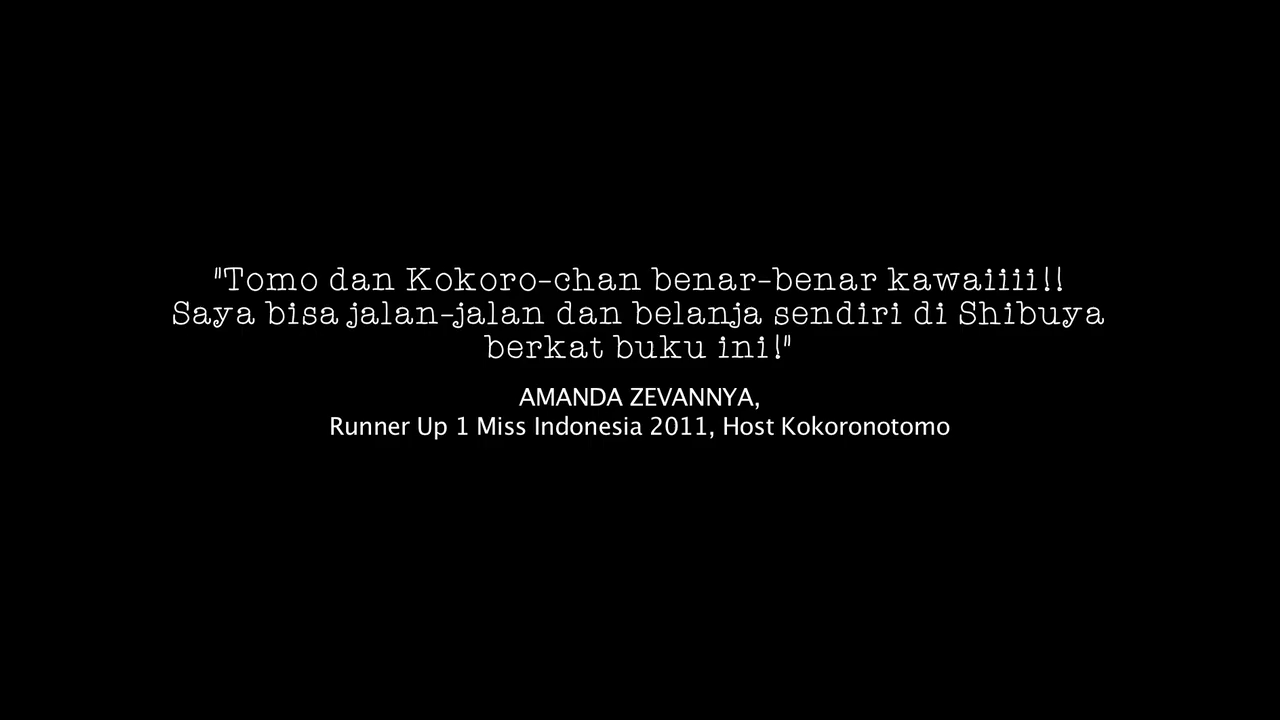 "Tomo dan Kokoro-chan benar-benar kawaiiii!!
Saya bisa jalan-jalan dan belanja sendiri di Shibuya
berkat buku ini!"
AMANDA ZEVANNYA,
Runner Up 1 Miss Indonesia 2011, Host Kokoronotomo